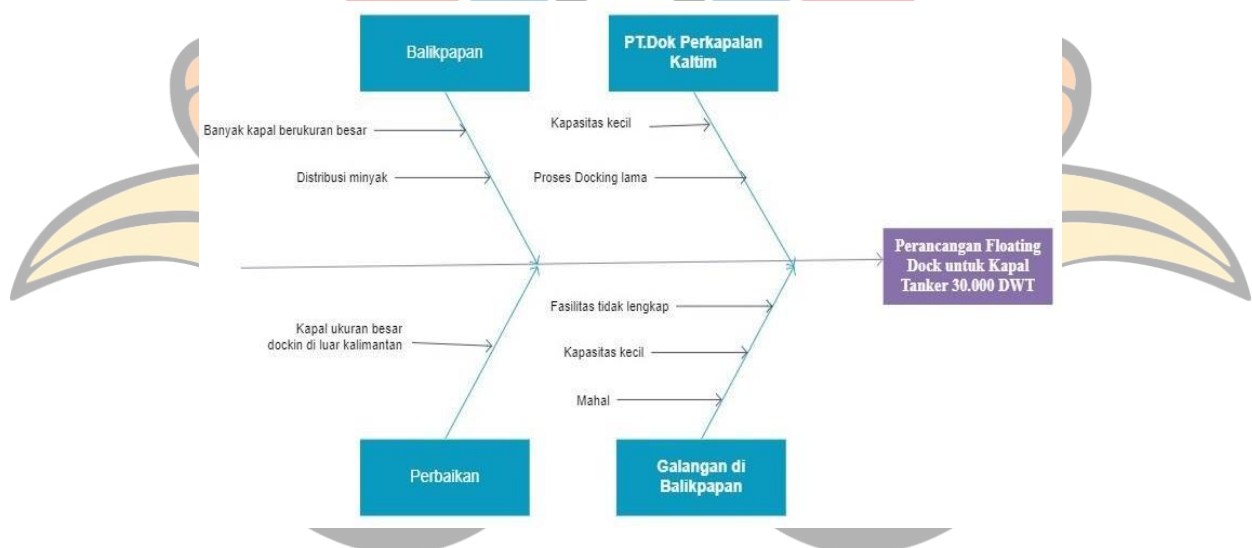 Balikpapan
PT.Dok Perkapalan
Kaltim
Banyak kapal berukuran besar
Distribusi minyak
Kapasitas kecil
Proses Docking lama
Perancangan Floating
Dock untuk Kapal
Tanker 30.000 DWT
Kapal ukuran besar
dockin di luar kalimantan
Fasilitas tidak lengkap
Kapasitas kecil
Mahal
Perbaikan
Galangan di
Balikpapan